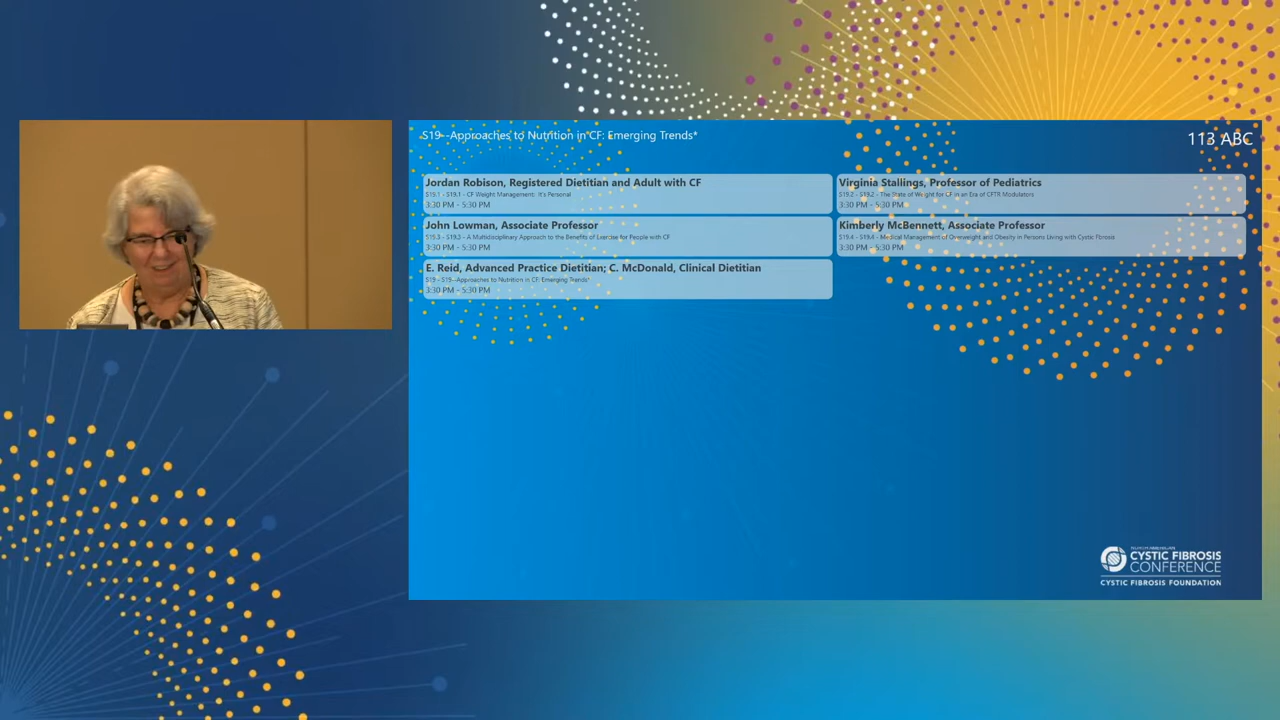 S19--Approaches to Nutrition in CF: Emerging Trends*
113 ABC
Jordan Robison, Registered Dietitian and Adult with CF
S19.1 - S19.1 - CF Weight Management: It's Personal
3:30 PM - 5:30 PM
Virginia Stallings, Professor of Pediatrics
S19.2 - S19.2 - The State of Weight for CF in an Era of CFTR Modulators
3:30 PM - 5:30 PM
John Lowman, Associate Professor
S19.3 - S19.3 - A Multidisciplinary Approach to the Benefits of Exercise for People with CF
3:30 PM - 5:30 PM
Kimberly McBennett, Associate Professor
S19.4 - S19.4 - Medical Management of Overweight and Obesity in Persons Living with Cystic Fibrosis
3:30 PM - 5:30 PM
E. Reid, Advanced Practice Dietitian; C. McDonald, Clinical Dietitian
S19 - S19--Approaches to Nutrition in CF: Emerging Trends*
3:30 PM - 5:30 PM
CYSTIC FIBROSIS
CONFERENCE
CYSTIC FIBROSIS FOUNDATION